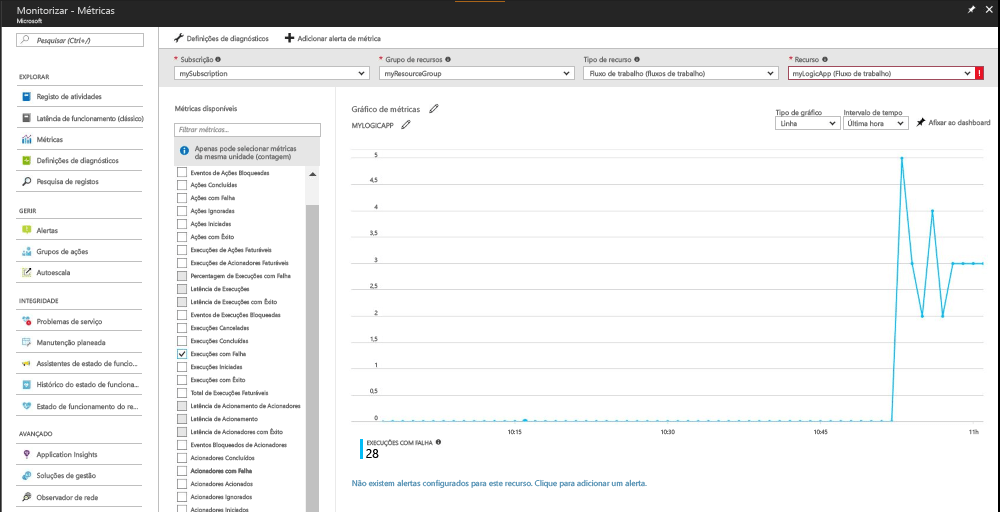 Monitorizar - Métricas
Microsoft
Pesquisar (Ctrl+/)
EXPLORAR
Registo de atividades
Latência de funcionamento (clássico)
Métricas
Definições de diagnósticos
Pesquisa de registos
GERIR
Alertas
Grupos de ações
Autoescala
INTEGRIDADE
Problemas de serviço
Manutenção planeada
Assistentes de estado de funcio...
Histórico do estado de funciona...
Estado de funcionamento do re...
AVANÇADO
Application Insights
Soluções de gestão
Observador de rede
Definições de diagnósticos
Adicionar alerta de métrica
* Subscrição
mySubscription
* Grupo de recursos
myResourceGroup
Tipo de recurso
Fluxo de trabalho (fluxos de trabalho)
* Recurso
myLogicApp (Fluxo de trabalho)
!
Métricas disponíveis
Filtrar métricas...
Apenas pode selecionar métricas
da mesma unidade (contagem)
Eventos de Ações Bloqueadas
Ações Concluídas
Ações com Falha
Ações Ignoradas
Ações Iniciadas
Ações com Êxito
Execuções de Ações Faturáveis
Execuções de Acionadores Faturáveis
Percentagem de Execuções com Falha
Latência de Execuções
Latência de Execuções com Êxito
Eventos de Execuções Bloqueadas
Execuções Canceladas
Execuções Concluídas
Execuções com Falha
Execuções Iniciadas
Execuções com Êxito
Total de Execuções Faturáveis
Latência de Acionamento de Acionadores
Latência de Acionamento
Latência de Acionadores com Êxito
Eventos Bloqueados de Acionadores
Acionadores Concluídos
Acionadores com Falha
Acionadores Acionados
Acionadores Ignorados
Acionadores Iniciados
Gráfico de métricas
MYLOGICAPP
Tipo de gráfico
Linha
Intervalo de tempo
Última hora
Afixar ao dashboard
5
4,5
4
3,5
3
2,5
2
1,5
1
0,5
0
10:15
10:30
10:45
11h
EXECUÇÕES COM FALHA
28
Não existem alertas configurados para este recurso. Clique para adicionar um alerta.